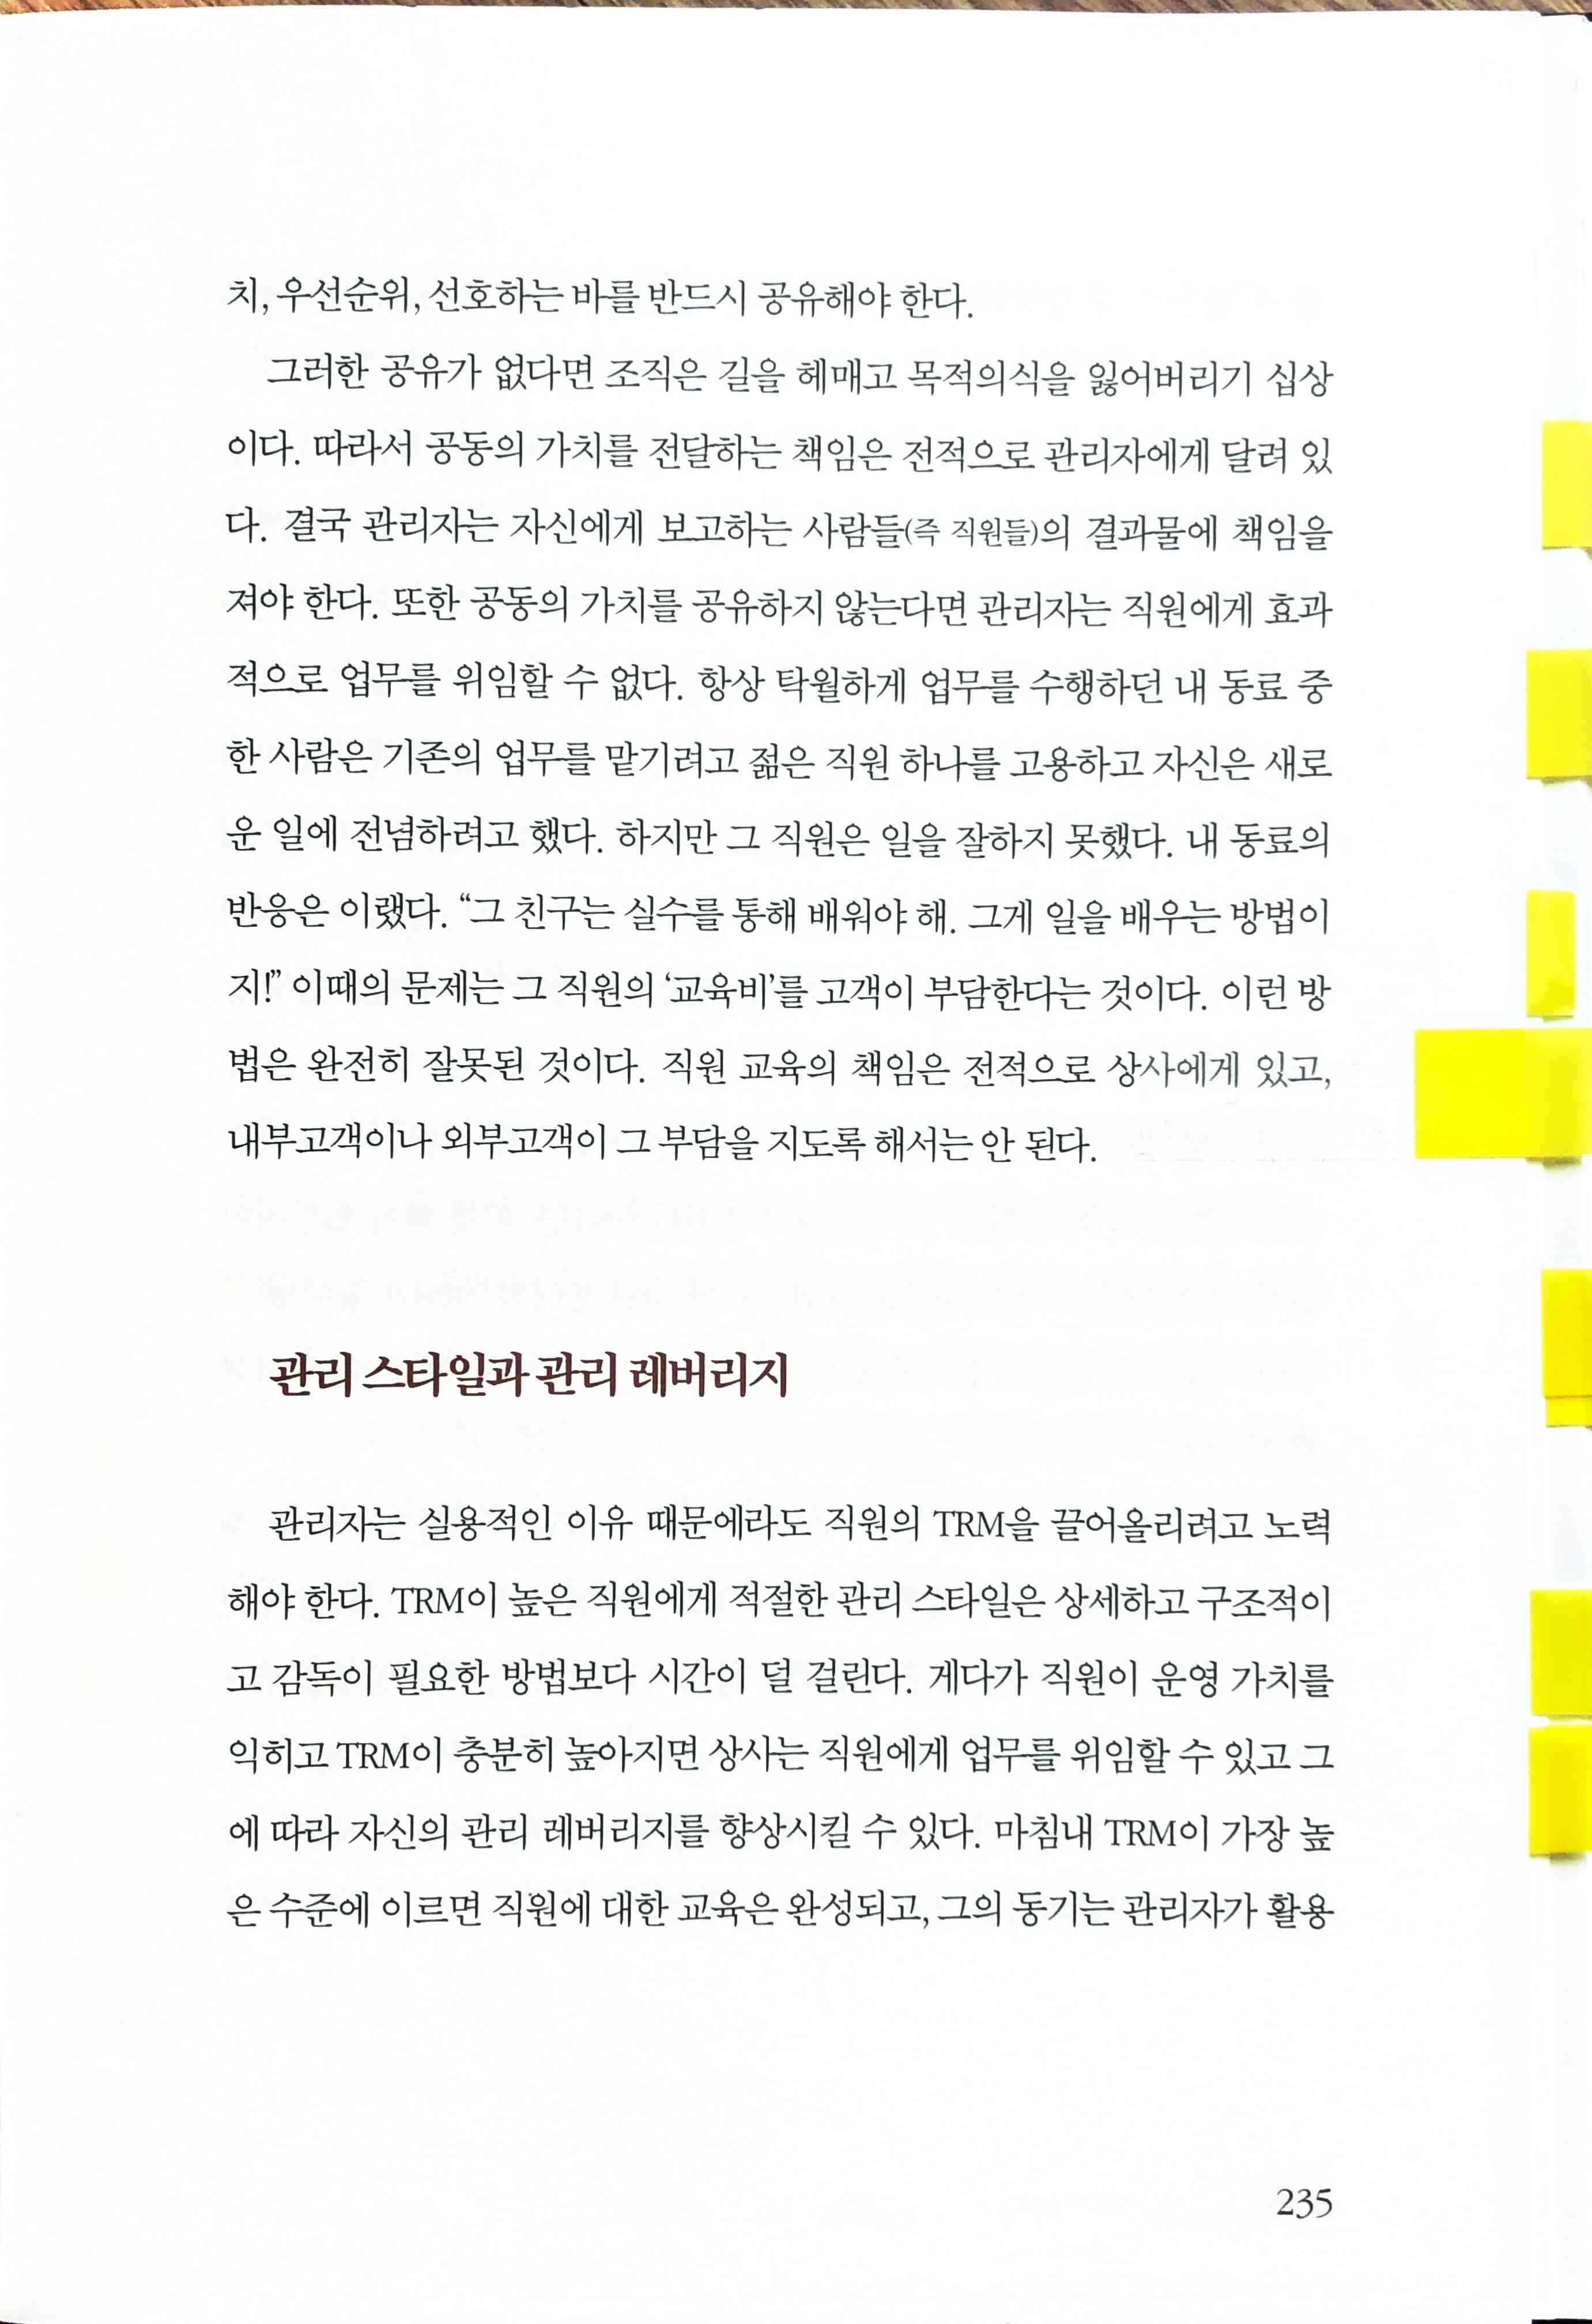 치, 우선순위, 선호하는 바를 반드시 공유해야 한다.
그러한 공유가 없다면 조직은 길을 헤매고 목적의식을 잃어버리기 십상
이다. 따라서 공동의 가치를 전달하는 책임은 전적으로 관리자에게 달려 있
다. 결국 관리자는 자신에게 보고하는 사람들(즉 직원들)의 결과물에 책임을
져야 한다. 또한 공동의 가치를 공유하지 않는다면 관리자는 직원에게 효과
적으로 업무를 위임할 수 없다. 항상 탁월하게 업무를 수행하던 내 동료 중
한 사람은 기존의 업무를 맡기려고 젊은 직원 하나를 고용하고 자신은 새로
운 일에 전념하려고 했다. 하지만 그 직원은 일을 잘하지 못했다. 내 동료의
반응은 이랬다. “그 친구는 실수를 통해 배워야 해. 그게 일을 배우는 방법이
지!” 이때의 문제는 그 직원의 ‘교육비’를 고객이 부담한다는 것이다. 이런 방
법은 완전히 잘못된 것이다. 직원 교육의 책임은 전적으로 상사에게 있고,
내부고객이나 외부고객이 그 부담을 지도록 해서는 안 된다.
관리 스타일과 관리 레버리지
관리자는 실용적인 이유 때문에라도 직원의 TRM을 끌어올리려고 노력
해야 한다. TRM이 높은 직원에게 적절한 관리 스타일은 상세하고 구조적이
고 감독이 필요한 방법보다 시간이 덜 걸린다. 게다가 직원이 운영 가치를
익히고 TRM이 충분히 높아지면 상사는 직원에게 업무를 위임할 수 있고 그
에 따라 자신의 관리 레버리지를 향상시킬 수 있다. 마침내 TRM이 가장 높
은 수준에 이르면 직원에 대한 교육은 완성되고, 그의 동기는 관리자가 활용
235